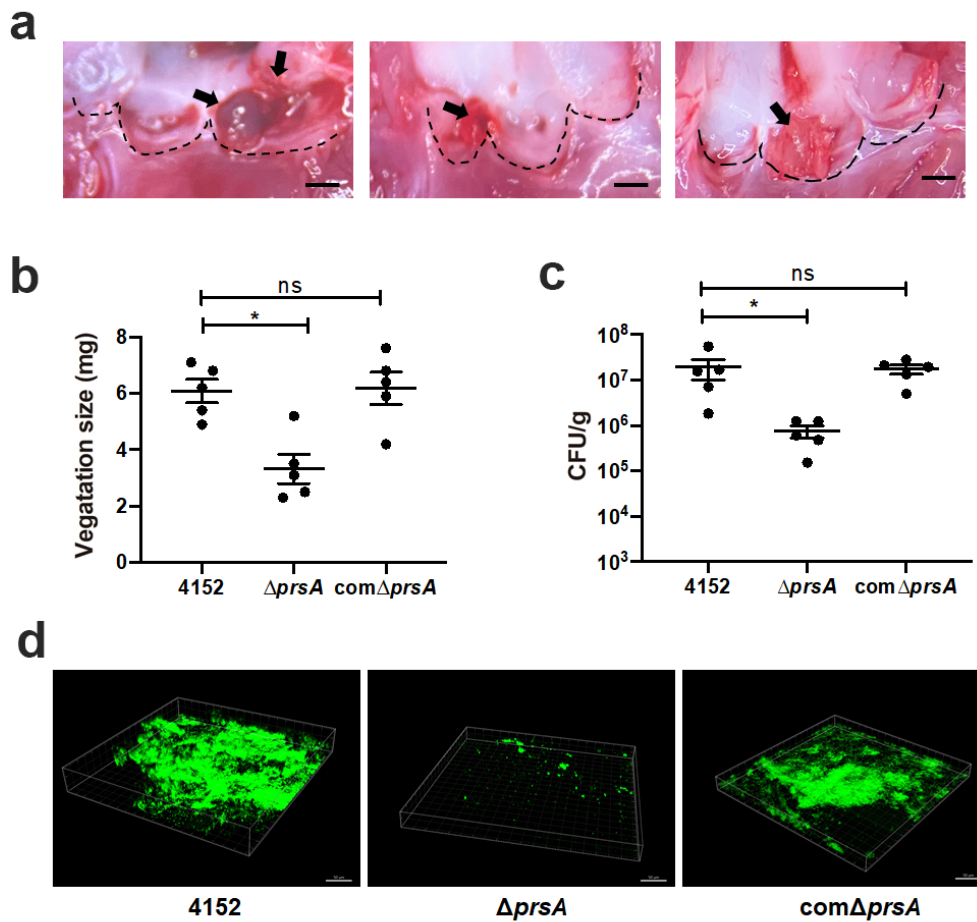 a
b
ns
*
Vegatation size (mg)
8
6
4
2
0
4152
ΔprsA
comΔprsA
c
ns
*
CFU/g
10⁸
10⁷
10⁶
10⁵
10⁴
10³
4152
ΔprsA
comΔprsA
d
4152
ΔprsA
comΔprsA